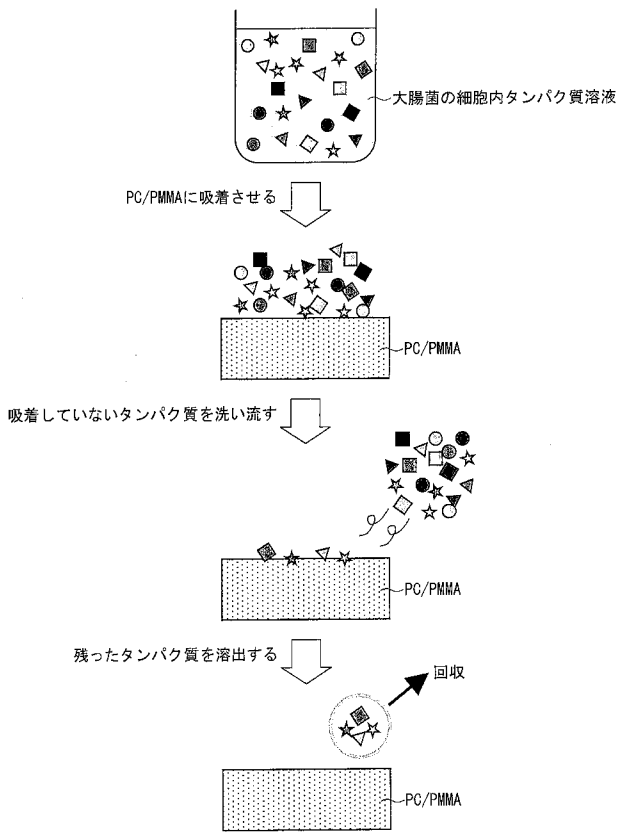 大腸菌の細胞内タンパク質溶液
PC/PMMAに吸着させる
PC/PMMA
吸着していないタンパク質を洗い流す
PC/PMMA
残ったタンパク質を溶出する
回収
PC/PMMA